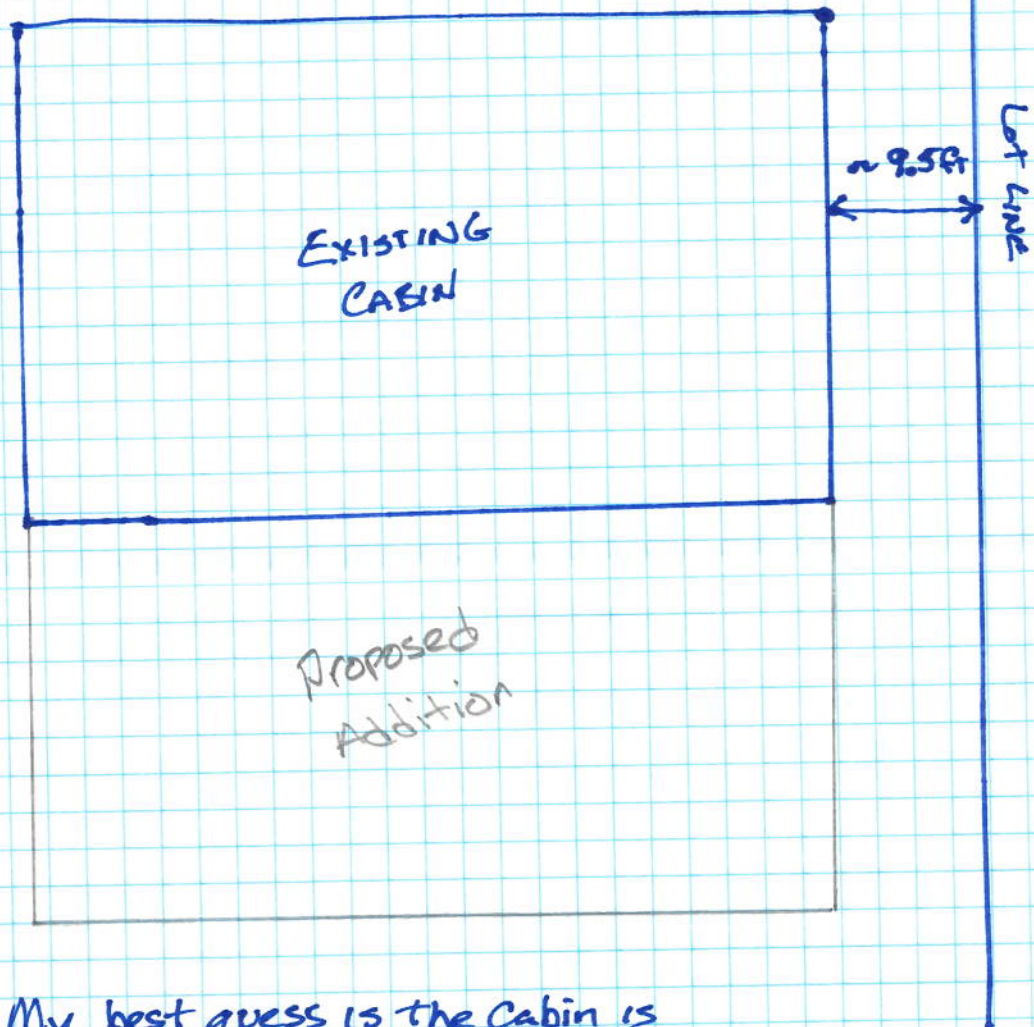 ~ 9.5ft
Lot LINE
EXISTING
CABIN
Proposed
Addition
My best guess is the Cabin is